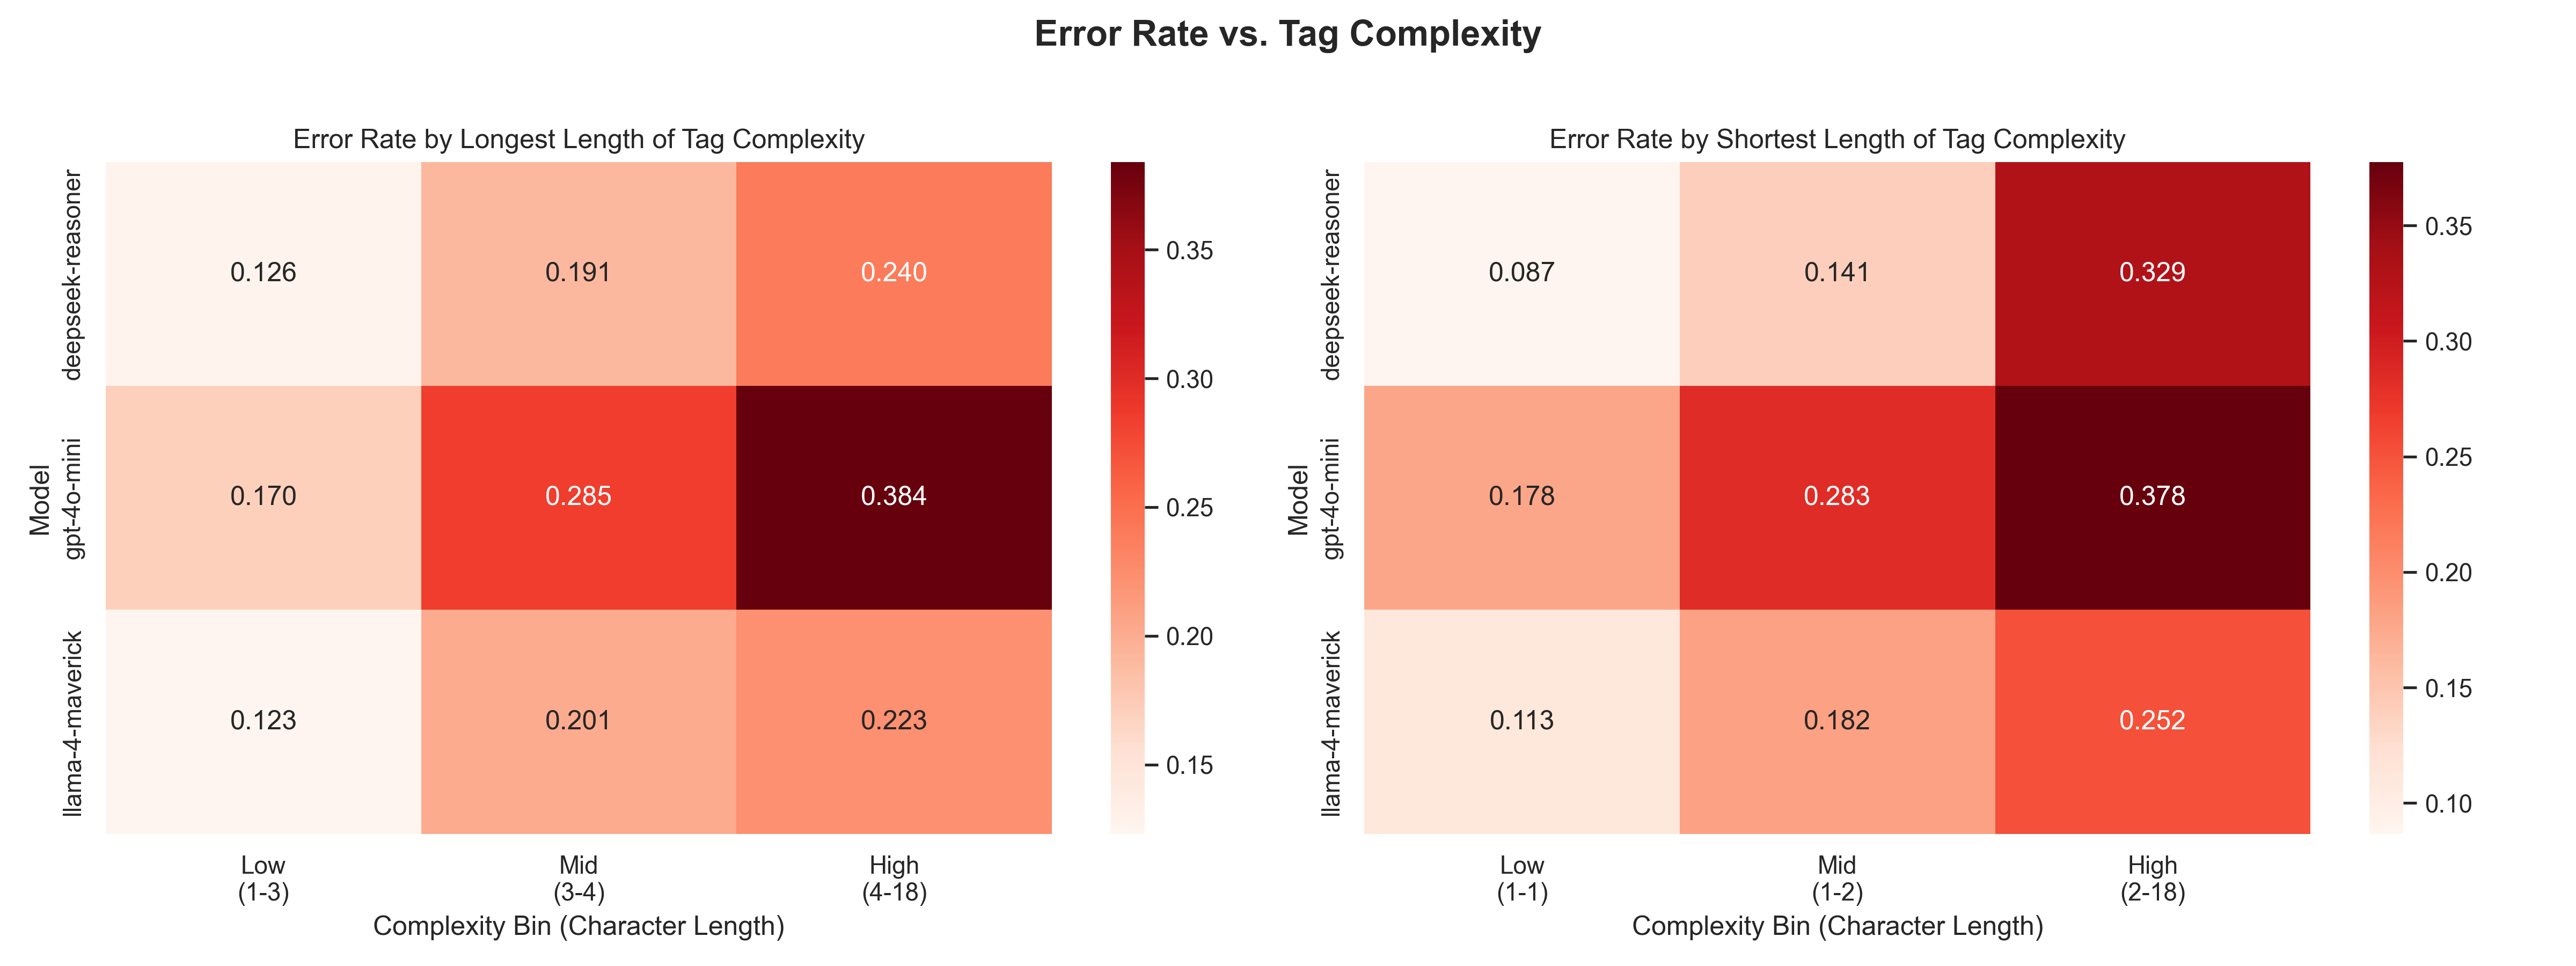 Error Rate vs. Tag Complexity
Error Rate by Longest Length of Tag Complexity
Model
deepseek-reasoner
gpt-4o-mini
llama-4-maverick
0.126 0.191 0.240
0.170 0.285 0.384
0.123 0.201 0.223
0.35
0.30
0.25
0.20
0.15
Low Mid High
(1-3) (3-4) (4-18)
Complexity Bin (Character Length)
Error Rate by Shortest Length of Tag Complexity
Model
deepseek-reasoner
gpt-4o-mini
llama-4-maverick
0.087 0.141 0.329
0.178 0.283 0.378
0.113 0.182 0.252
0.35
0.30
0.25
0.20
0.15
0.10
Low Mid High
(1-1) (1-2) (2-18)
Complexity Bin (Character Length)